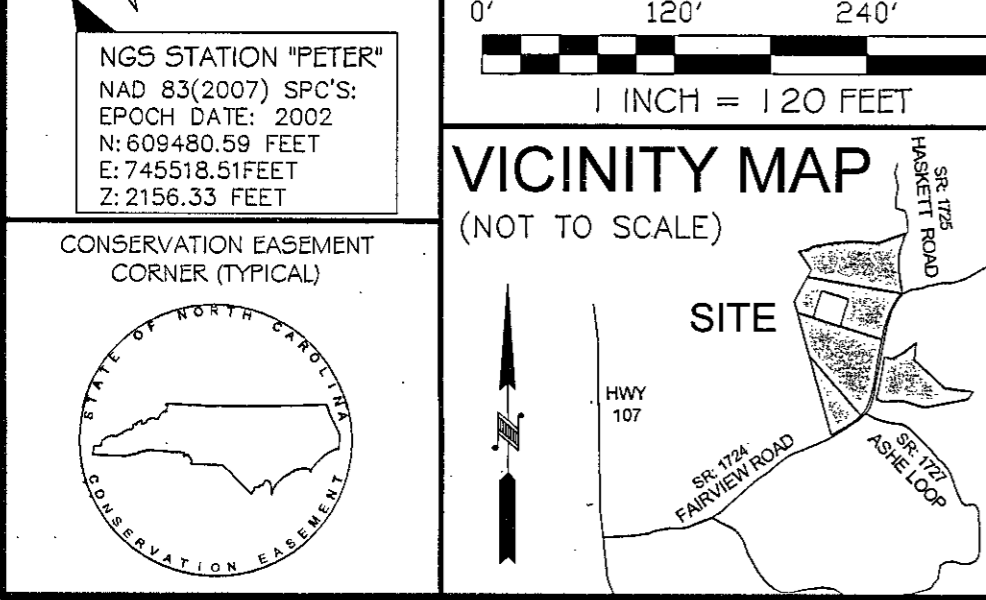 NGS STATION "PETER"
NAD 83(2007) SPC'S:
EPOCH DATE: 2002
N: 609480.59 FEET
E: 745518.51FEET
Z: 2156.33 FEET
CONSERVATION EASEMENT
CORNER (TYPICAL)
STATE OF NORTH CAROLINA
CONSERVATION EASEMENT
0' 120' 240'
1 INCH = 120 FEET
VICINITY MAP
(NOT TO SCALE)
SR: 1725
HASKETT ROAD
SITE
HWY
107
SR: 1724
FAIRVIEW ROAD
SR: 1727
ASHE LOOP